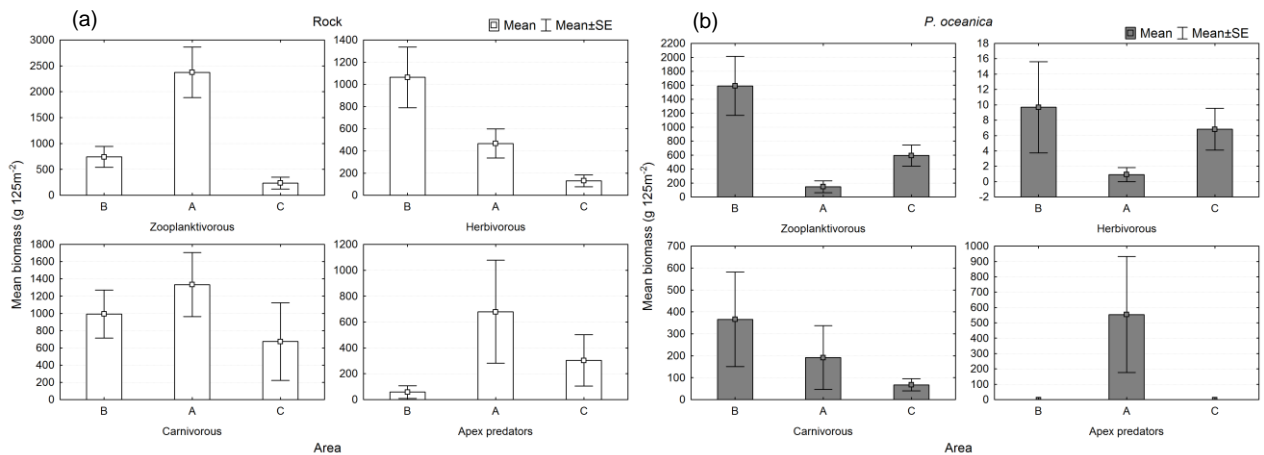 (a)
Rock
Mean Mean±SE
Mean biomass (g 125m⁻²)
3000
2500
2000
1500
1000
500
0
B A C
Zooplanktivorous
1400
1200
1000
800
600
400
200
0
B A C
Herbivorous
1800
1600
1400
1200
1000
800
600
400
200
0
B A C
Carnivorous
1200
1000
800
600
400
200
0
B A C
Apex predators
Area
(b)
P. oceanica
Mean Mean±SE
Mean biomass (g 125m⁻²)
2200
2000
1800
1600
1400
1200
1000
800
600
400
200
0
B A C
Zooplanktivorous
18
16
14
12
10
8
6
4
2
0
-2
B A C
Herbivorous
700
600
500
400
300
200
100
0
B A C
Carnivorous
1000
900
800
700
600
500
400
300
200
100
0
B A C
Apex predators
Area